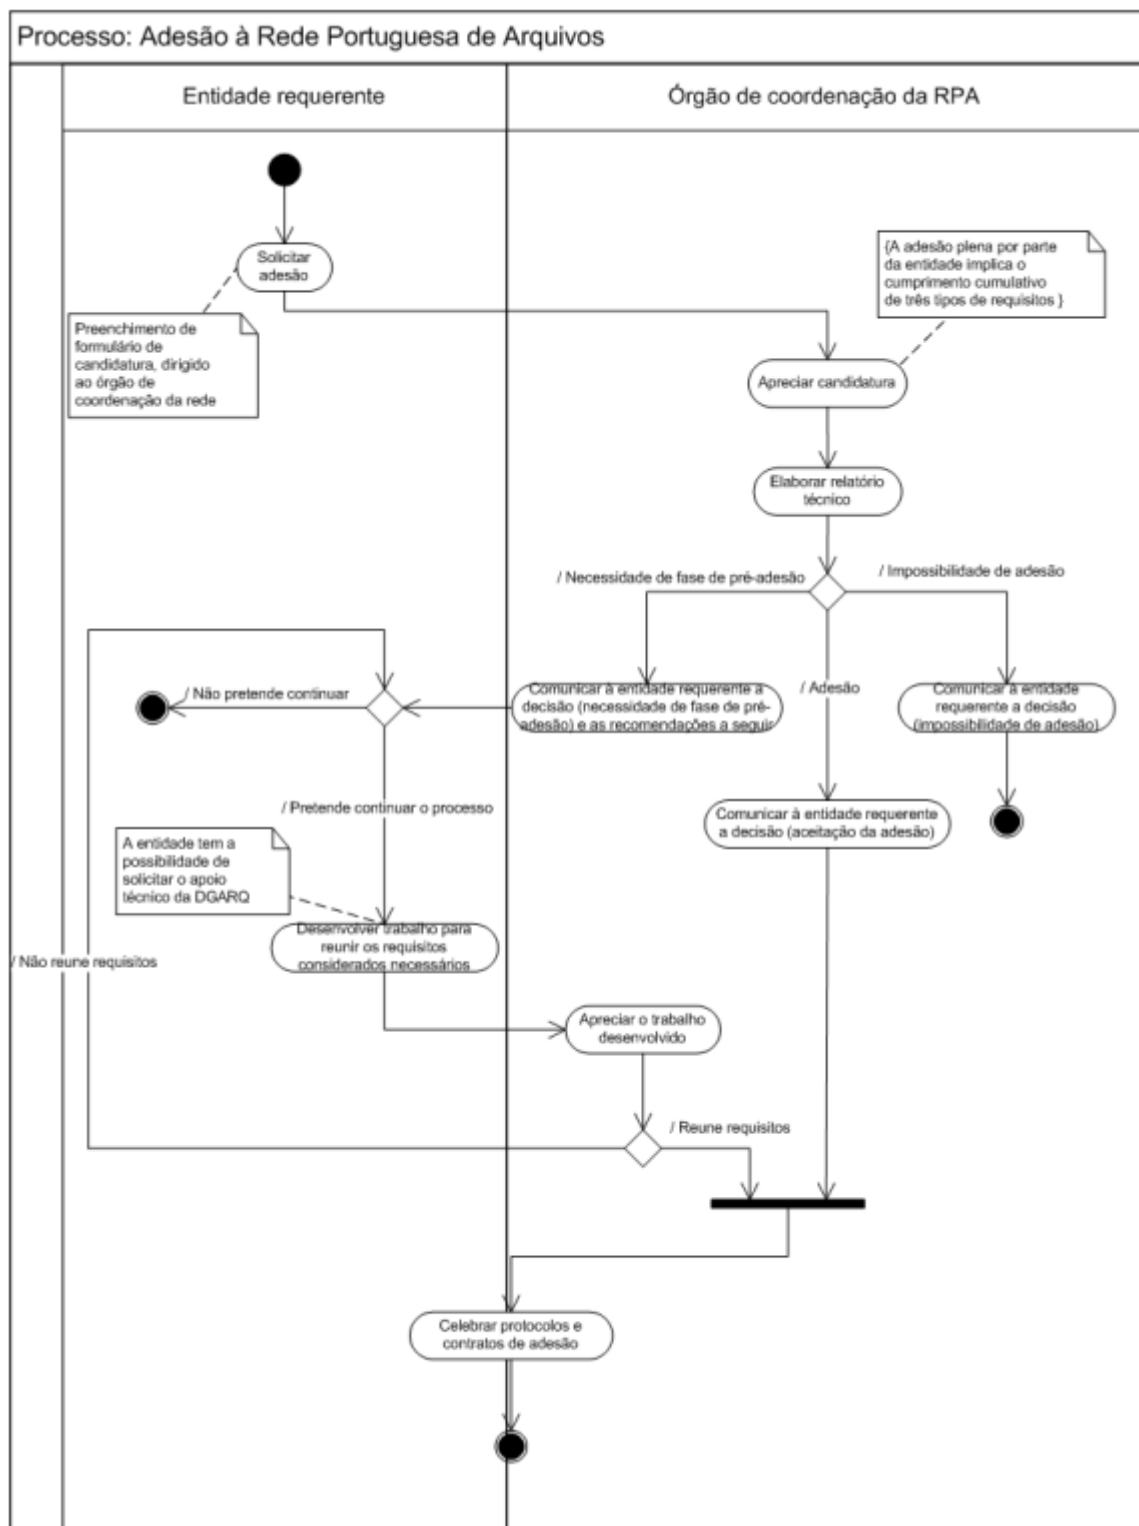 Processo: Adesão à Rede Portuguesa de Arquivos
Entidade requerente
Órgão de coordenação da RPA
Solicitar
adesão
{A adesão plena por parte
da entidade implica o
cumprimento cumulativo
de três tipos de requisitos }
Preenchimento de
formulário de
candidatura, dirigido
ao órgão de
coordenação da rede
Apreciar candidatura
Elaborar relatório
técnico
/ Necessidade de fase de pré-adesão
/ Impossibilidade de adesão
/ Não pretende continuar
Comunicar à entidade requerente a
decisão (necessidade de fase de pré-
adesão) e as recomendações a seguir
/ Adesão
Comunicar à entidade
requerente a decisão
(impossibilidade de adesão)
/ Pretende continuar o processo
Comunicar à entidade requerente
a decisão (aceitação da adesão)
A entidade tem a
possibilidade de
solicitar o apoio
técnico da DGARQ
Desenvolver trabalho para
reunir os requisitos
considerados necessários
/ Não reune requisitos
Apreciar o trabalho
desenvolvido
/ Reune requisitos
Celebrar protocolos e
contratos de adesão